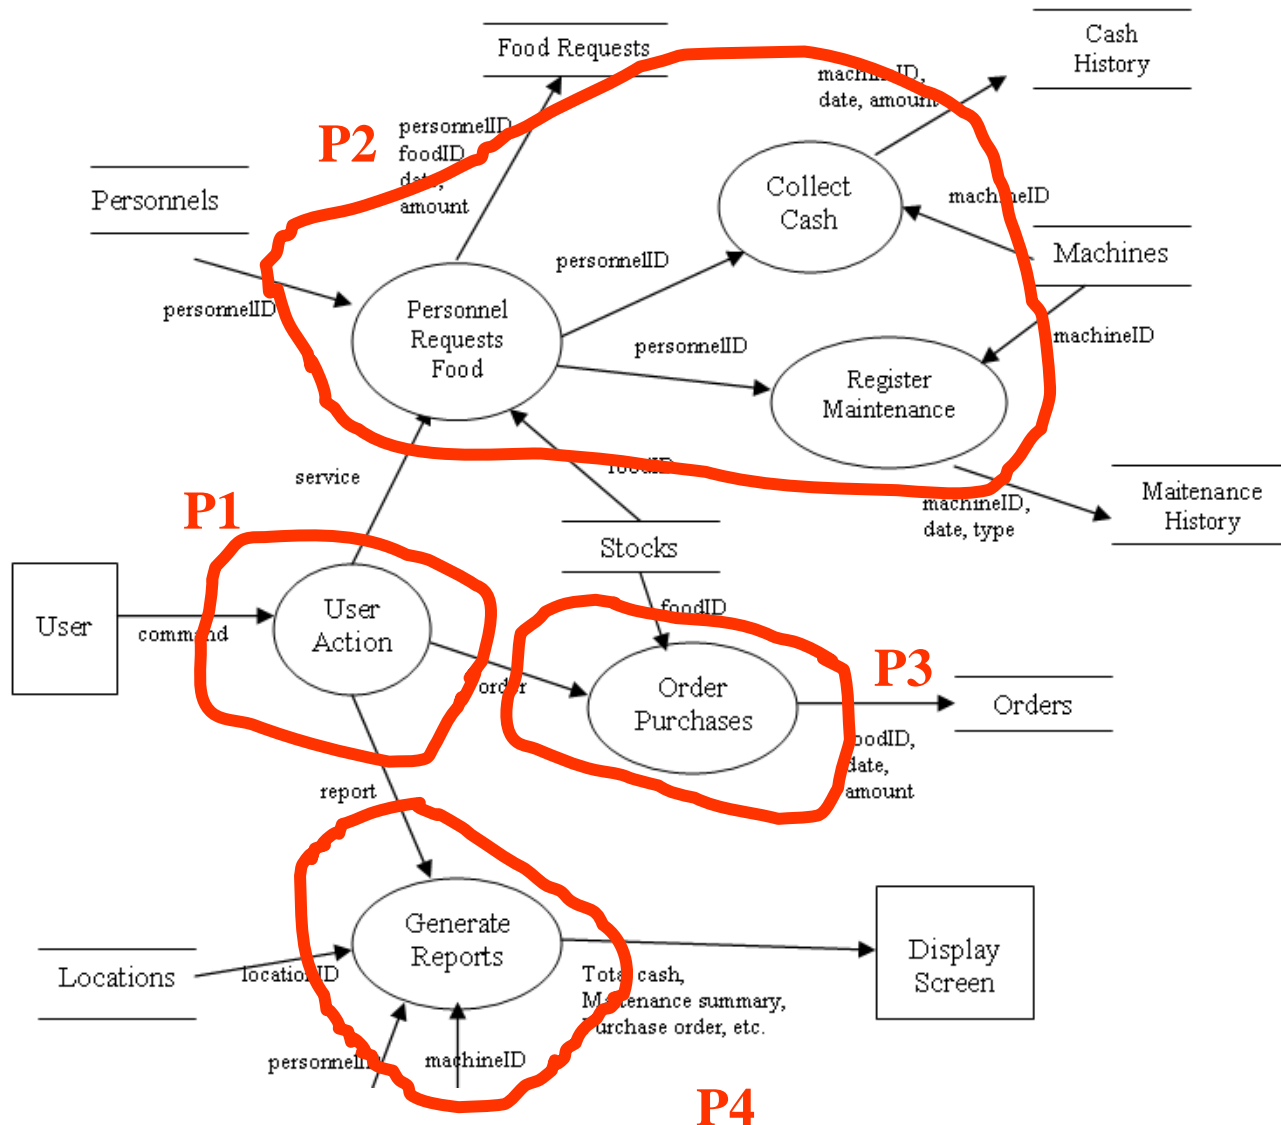 Food Requests
Cash
History
machineID,
date, amount
P2
personnelID
foodID
date,
amount
Personnels
Collect
Cash
machineID
Machines
personnelID
personnelID
Personnel
Requests
Food
personnelID
machineID
Register
Maintenance
foodID
service
machineID,
date, type
Maitenance
History
P1
Stocks
User
command
User
Action
foodID
order
Order
Purchases
P3
Orders
foodID,
date,
amount
report
Generate
Reports
Locations
locationID
Total cash,
Maintenance summary,
Purchase order, etc.
Display
Screen
personnelID
machineID
P4